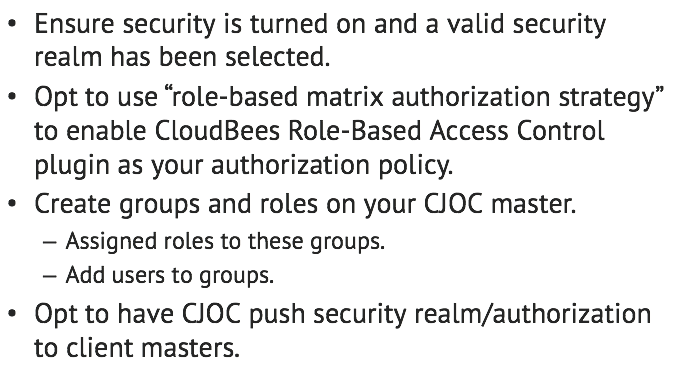 • Ensure security is turned on and a valid security
realm has been selected.
• Opt to use “role-based matrix authorization strategy”
to enable CloudBees Role-Based Access Control
plugin as your authorization policy.
• Create groups and roles on your CJOC master.
– Assigned roles to these groups.
– Add users to groups.
• Opt to have CJOC push security realm/authorization
to client masters.